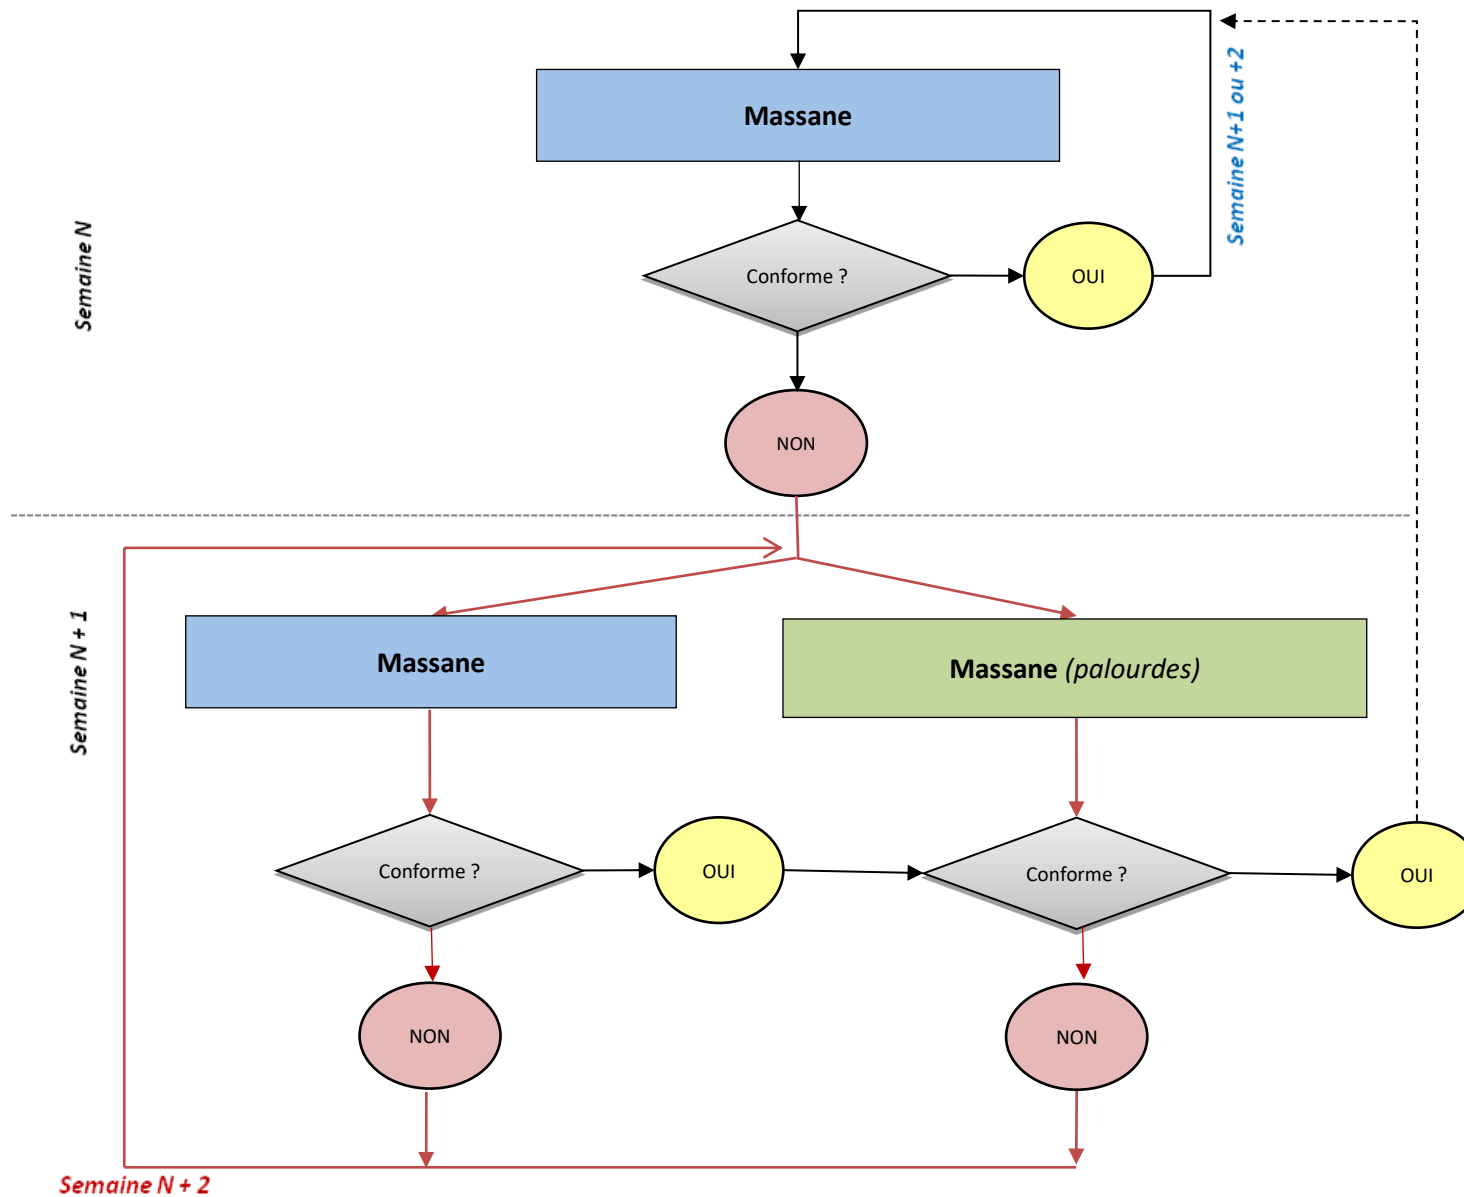 Massane
Semaine N+1 ou +2
Semaine N
Conforme ?
OUI
NON
Semaine N + 1
Massane
Massane (palourdes)
Conforme ?
OUI
Conforme ?
OUI
NON
NON
Semaine N + 2